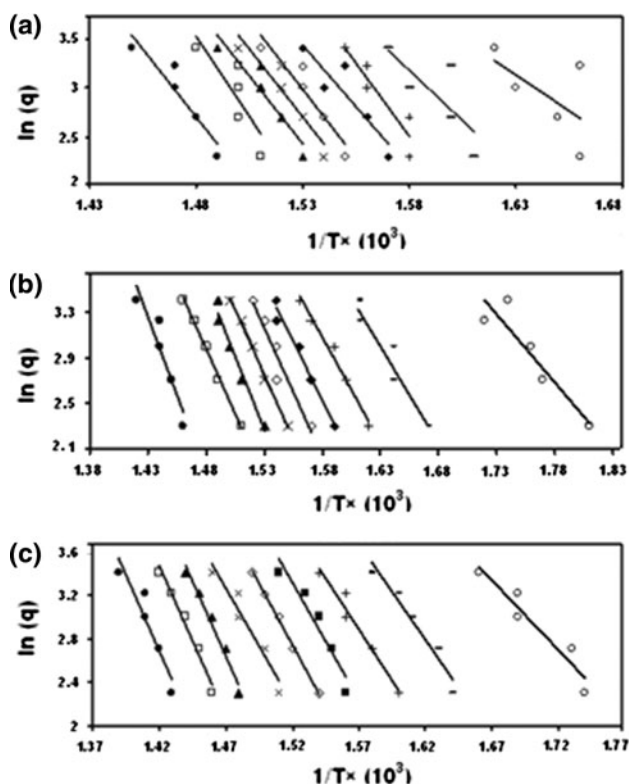 (a)
3.5
3
2.5
2
ln (q)
1.43 1.48 1.53 1.58 1.63 1.68
1/T× (10³)
(b)
3.3
2.9
2.5
2.1
ln (q)
1.38 1.43 1.48 1.53 1.58 1.63 1.68 1.73 1.78 1.83
1/T× (10³)
(c)
3.6
3.2
2.8
2.4
2
ln (q)
1.37 1.42 1.47 1.52 1.57 1.62 1.67 1.72 1.77
1/T× (10³)